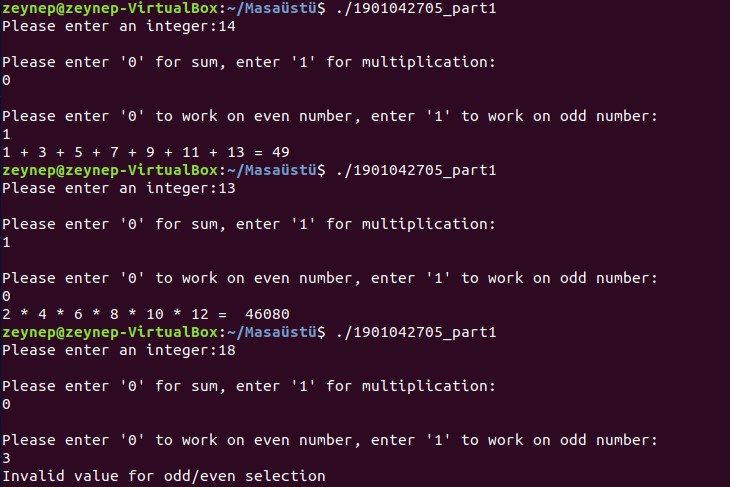 zeynep@zeynep-VirtualBox:~/Masaüstü$ ./1901042705_part1
Please enter an integer:14
Please enter '0' for sum, enter '1' for multiplication:
0
Please enter '0' to work on even number, enter '1' to work on odd number:
1
1 + 3 + 5 + 7 + 9 + 11 + 13 = 49
zeynep@zeynep-VirtualBox:~/Masaüstü$ ./1901042705_part1
Please enter an integer:13
Please enter '0' for sum, enter '1' for multiplication:
1
Please enter '0' to work on even number, enter '1' to work on odd number:
0
2 * 4 * 6 * 8 * 10 * 12 =  46080
zeynep@zeynep-VirtualBox:~/Masaüstü$ ./1901042705_part1
Please enter an integer:18
Please enter '0' for sum, enter '1' for multiplication:
0
Please enter '0' to work on even number, enter '1' to work on odd number:
3
Invalid value for odd/even selection